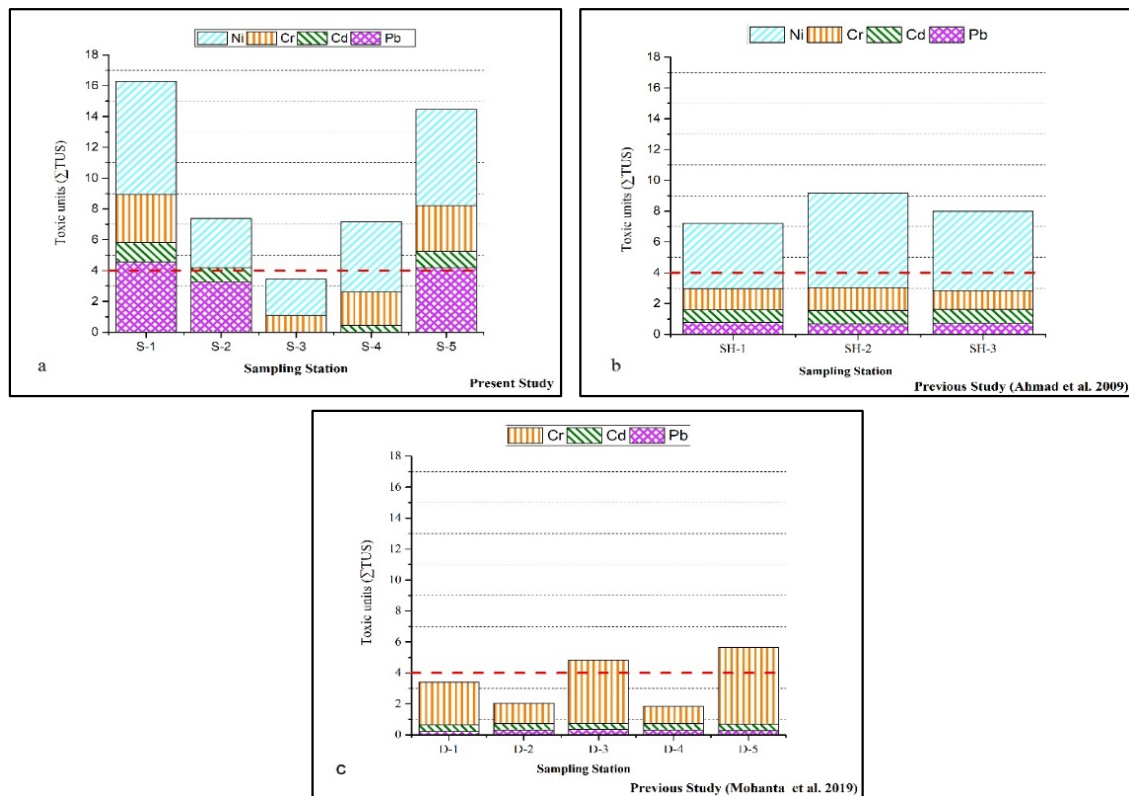 Ni Cr Cd Pb
18
16
14
12
10
8
6
4
2
0
Toxic units (∑TUS)
S-1 S-2 S-3 S-4 S-5
Sampling Station
a
Present Study
Ni Cr Cd Pb
18
16
14
12
10
8
6
4
2
0
Toxic units (∑TUS)
SH-1 SH-2 SH-3
Sampling Station
b
Previous Study (Ahmad et al. 2009)
Cr Cd Pb
18
16
14
12
10
8
6
4
2
0
Toxic units (∑TUS)
D-1 D-2 D-3 D-4 D-5
Sampling Station
C
Previous Study (Mohanta et al. 2019)